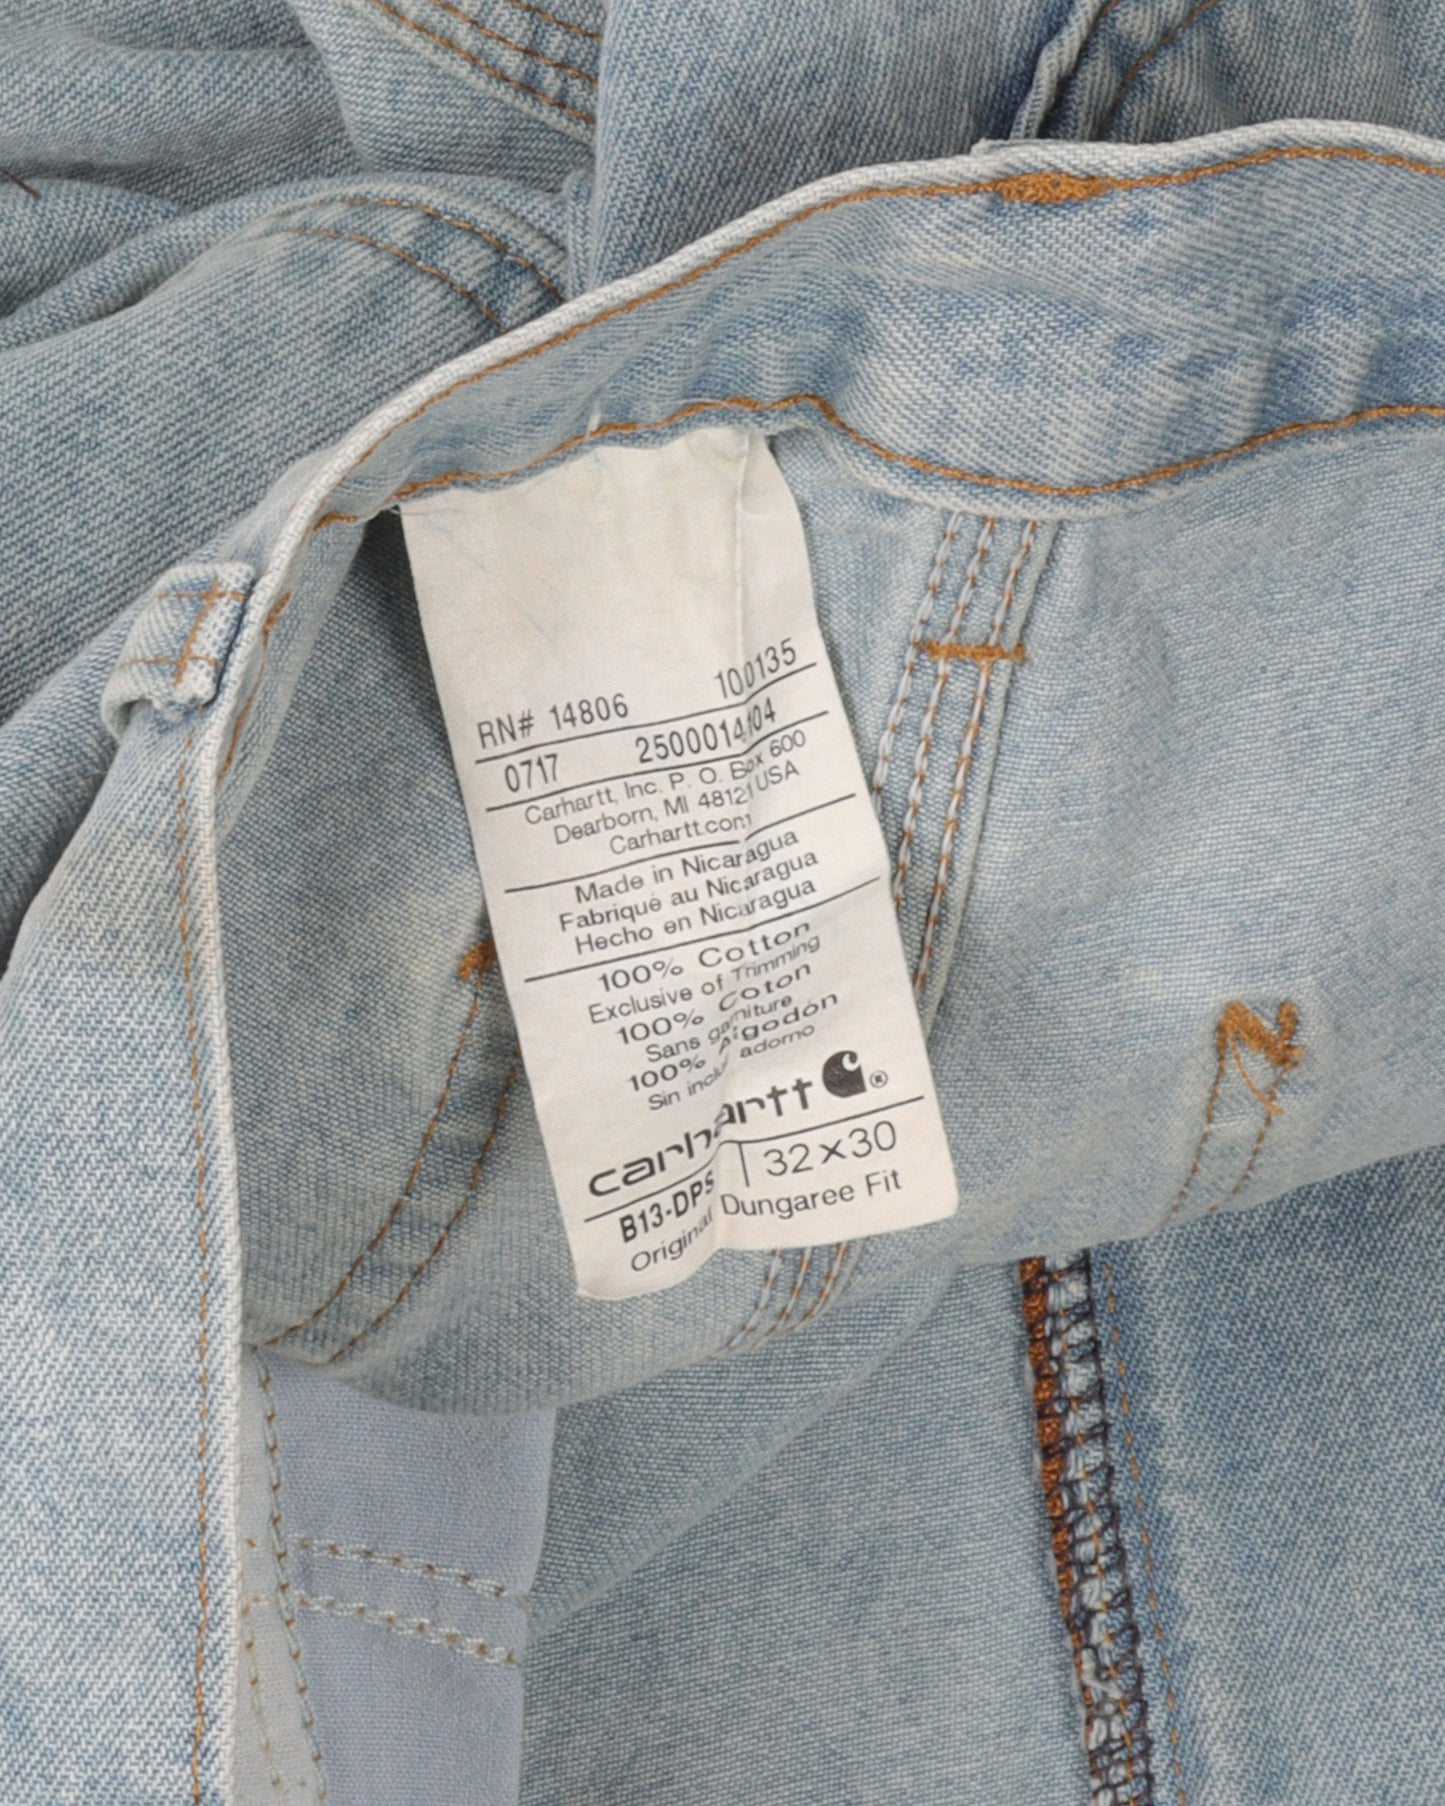 RN# 14806 100135
0717 2500014104
Carhartt, Inc. P. O. Box 600
Dearborn, MI 48121 USA
Carhartt.com
Made in Nicaragua
Fabriqué au Nicaragua
Hecho en Nicaragua
100% Cotton
Exclusive of Trimming
100% Coton
Sans garniture
100% Algodón
Sin adorno
carhartt ®
B13-DPS 32×30
Original Dungaree Fit